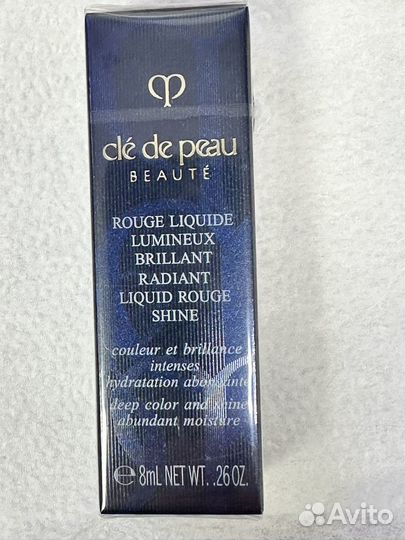 clé de peau
BEAUTÉ
ROUGE LIQUIDE
LUMINEUX
BRILLANT
RADIANT
LIQUID ROUGE
SHINE
couleur et brillance
intenses
hydratation abondante
deep color and shine
abundant moisture
℮ 8mL NET WT. .26 OZ.
Avito